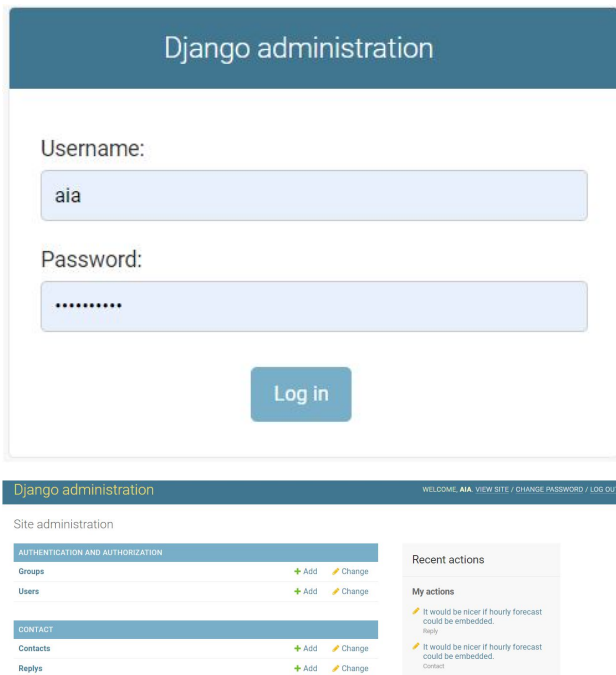 Django administration
Username:
aia
Password:
••••••••••
Log in
Django administration
WELCOME, AIA. VIEW SITE / CHANGE PASSWORD / LOG OUT
Site administration
AUTHENTICATION AND AUTHORIZATION
Groups + Add Change
Users + Add Change
CONTACT
Contacts + Add Change
Replys + Add Change
Recent actions
My actions
It would be nicer if hourly forecast
could be embedded.
Reply
It would be nicer if hourly forecast
could be embedded.
Contact